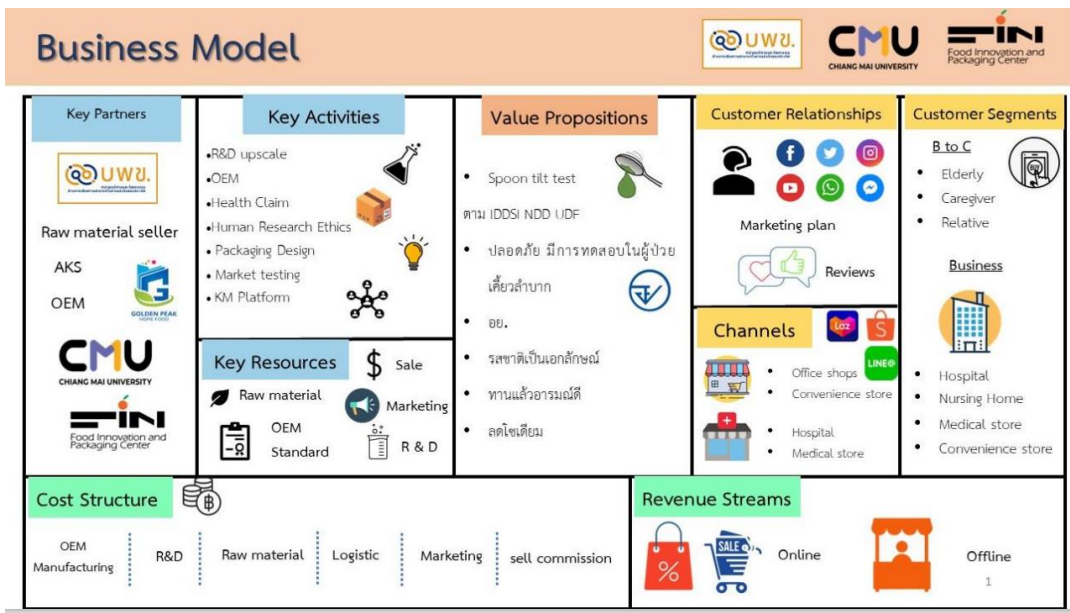 Business Model
บพข.
CMU
CHIANG MAI UNIVERSITY
FIN
Food Innovation and
Packaging Center
Key Partners
บพข.
Raw material seller
AKS
OEM
GOLDEN PEAK
HOPE FOOD
CMU
CHIANG MAI UNIVERSITY
FIN
Food Innovation and
Packaging Center
Key Activities
•R&D upscale
•OEM
•Health Claim
•Human Research Ethics
• Packaging Design
• Market testing
• KM Platform
Key Resources
$ Sale
Raw material
Marketing
OEM
Standard
R & D
Value Propositions
• Spoon tilt test
ตาม IDDSI NDD UDF
• ปลอดภัย มีการทดสอบในผู้ป่วย
เคี้ยวลำบาก
• อย.
• รสชาติเป็นเอกลักษณ์
• ทานแล้วอารมณ์ดี
• ลดโซเดียม
Customer Relationships
Marketing plan
Reviews
Channels
Laz
S
LINE@
• Office shops
• Convenience store
• Hospital
• Medical store
Customer Segments
B to C
BUY
• Elderly
• Caregiver
• Relative
Business
• Hospital
• Nursing Home
• Medical store
• Convenience store
Cost Structure
OEM
Manufacturing
R&D
Raw material
Logistic
Marketing
sell commission
Revenue Streams
%
SALE
Online
Offline
1